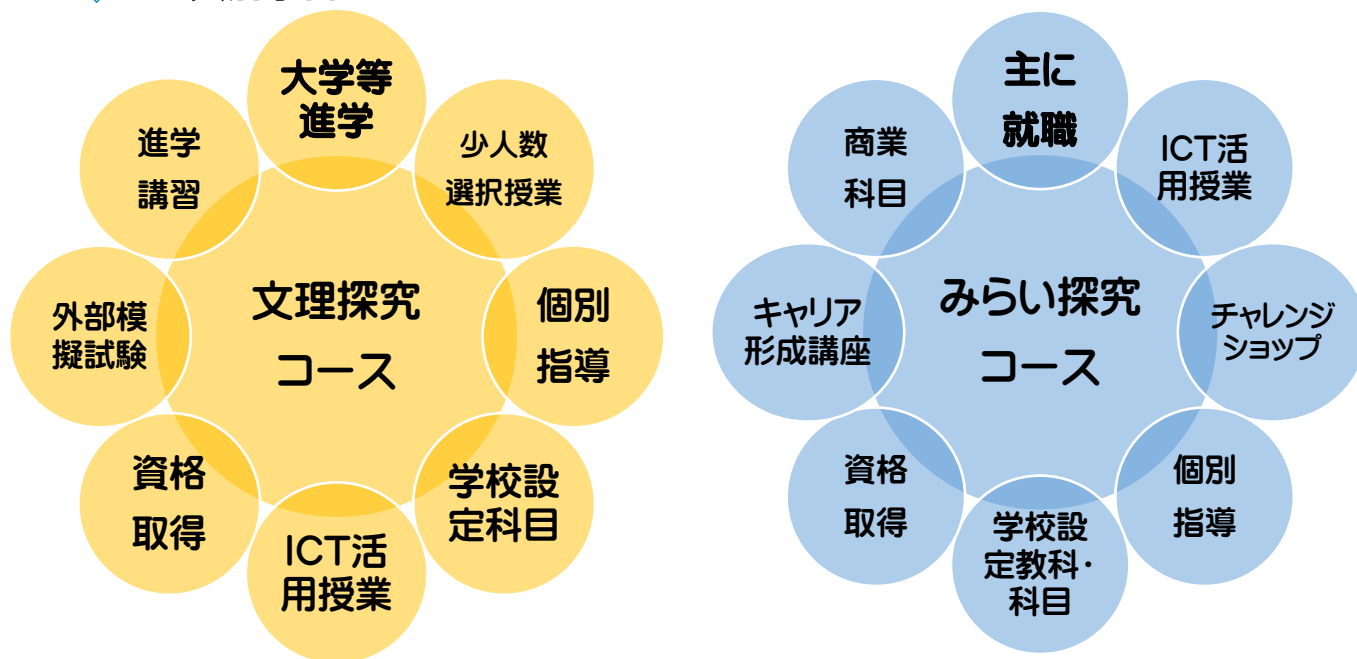 大学等
進学
少人数
選択授業
個別
指導
学校設
定科目
ICT活
用授業
資格
取得
外部模
擬試験
進学
講習
文理探究
コース
主に
就職
ICT活
用授業
チャレンジ
ショップ
個別
指導
学校設
定教科・
科目
資格
取得
キャリア
形成講座
商業
科目
みらい探究
コース